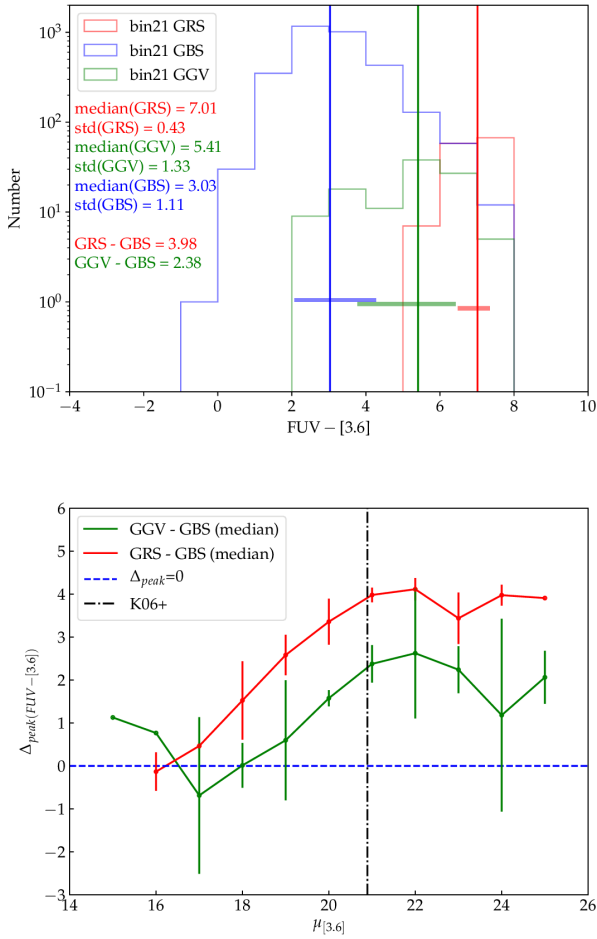 bin21 GRS
bin21 GBS
bin21 GGV
median(GRS) = 7.01
std(GRS) = 0.43
median(GGV) = 5.41
std(GGV) = 1.33
median(GBS) = 3.03
std(GBS) = 1.11
GRS - GBS = 3.98
GGV - GBS = 2.38
10³
10²
10¹
10⁰
10⁻¹
Number
−4 −2 0 2 4 6 8 10
FUV − [3.6]
GGV - GBS (median)
GRS - GBS (median)
Δ_peak=0
K06+
6
5
4
3
2
1
0
−1
−2
−3
Δ_peak(FUV−[3.6])
14 16 18 20 22 24 26
μ_[3.6]